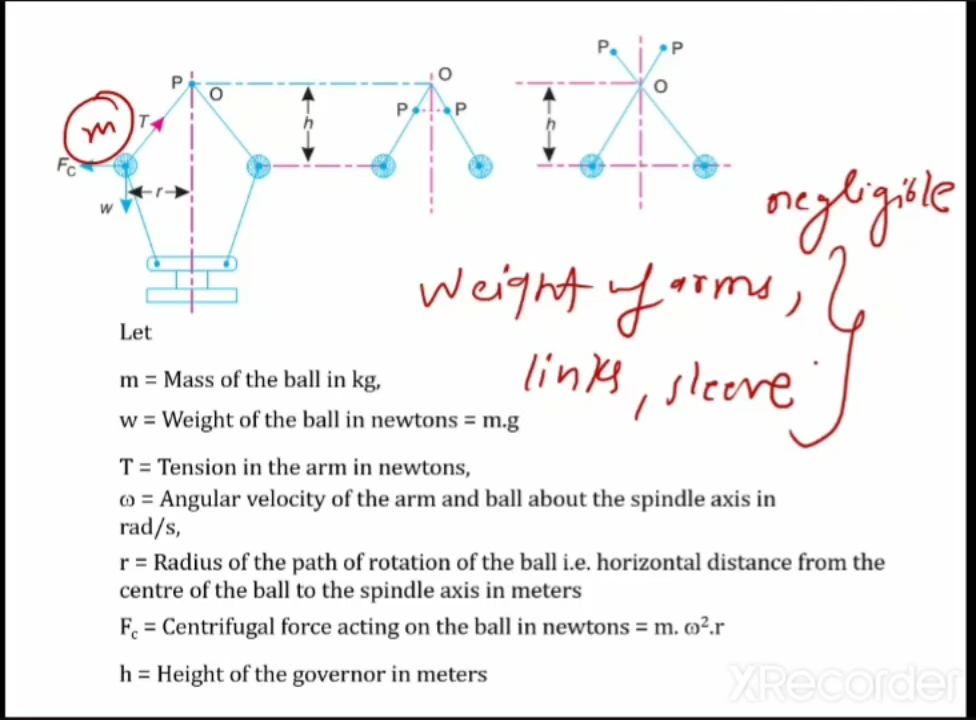 P O P P
O
m T P P h h
F_C
r
w
negligible
Weight of arms,
links, sleeve
Let
m = Mass of the ball in kg,
w = Weight of the ball in newtons = m.g
T = Tension in the arm in newtons,
ω = Angular velocity of the arm and ball about the spindle axis in
rad/s,
r = Radius of the path of rotation of the ball i.e. horizontal distance from the
centre of the ball to the spindle axis in meters
F_c = Centrifugal force acting on the ball in newtons = m. ω².r
h = Height of the governor in meters
XRecorder